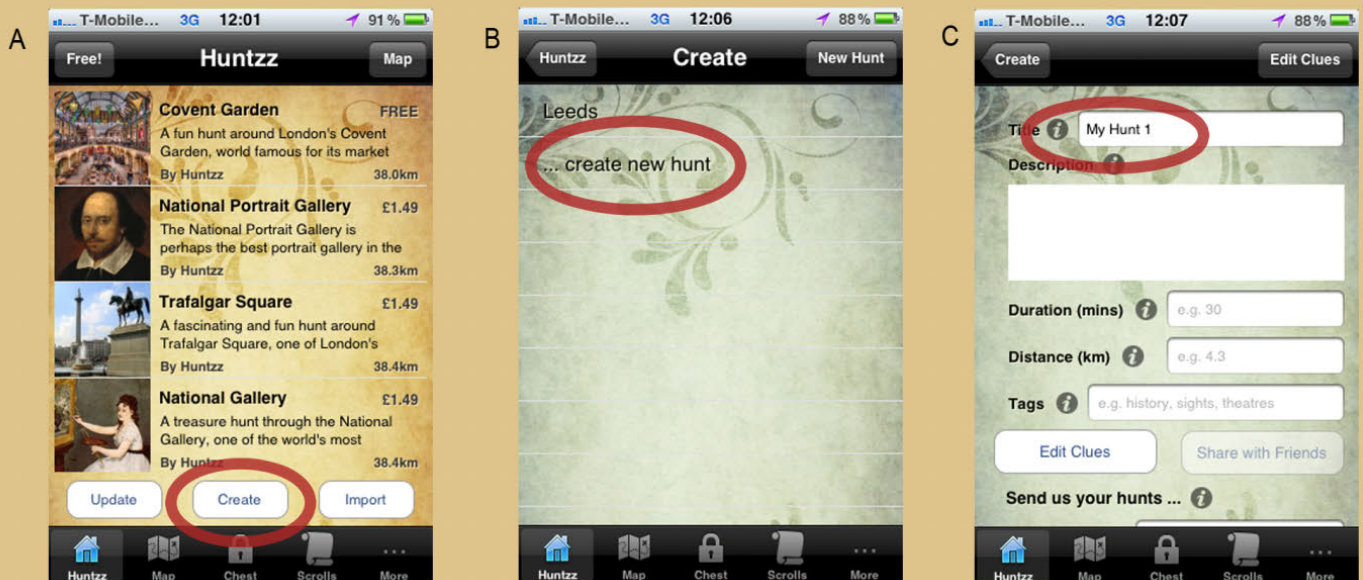 A
T-Mobile... 3G 12:01 91%
Free! Huntzz Map
Covent Garden FREE
A fun hunt around London's Covent
Garden, world famous for its market
By Huntzz 38.0km
National Portrait Gallery £1.49
The National Portrait Gallery is
perhaps the best portrait gallery in the
By Huntzz 38.3km
Trafalgar Square £1.49
A fascinating and fun hunt around
Trafalgar Square, one of London's
By Huntzz 38.4km
National Gallery £1.49
A treasure hunt through the National
Gallery, one of the world's most
By Huntzz 38.4km
Update Create Import
Huntzz Map Chest Scrolls More
B
T-Mobile... 3G 12:06 88%
Huntzz Create New Hunt
Leeds
... create new hunt
Huntzz Map Chest Scrolls More
C
T-Mobile... 3G 12:07 88%
Create Edit Clues
Title i My Hunt 1
Description i
Duration (mins) i e.g. 30
Distance (km) i e.g. 4.3
Tags i e.g. history, sights, theatres
Edit Clues Share with Friends
Send us your hunts ... i
Huntzz Map Chest Scrolls More